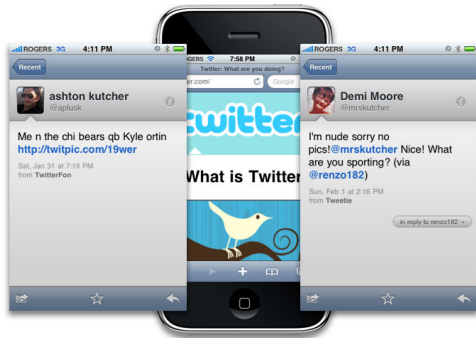 ROGERS 3G 4:11 PM
Recent
ashton kutcher
@aplusk
Me n the chi bears qb Kyle ortin
http://twitpic.com/19wer
Sat, Jan 31 at 7:19 PM
from TwitterFon
GERS 7:58 PM
Twitter: What are you doing?
er.com/
Google
twitter
What is Twitter
ROGERS 3G 4:11 PM
Recent
Demi Moore
@mrskutcher
I'm nude sorry no
pics!@mrskutcher Nice! What
are you sporting? (via
@renzo182)
Sun, Feb 1 at 2:16 PM
from Tweetie
in reply to renzo182